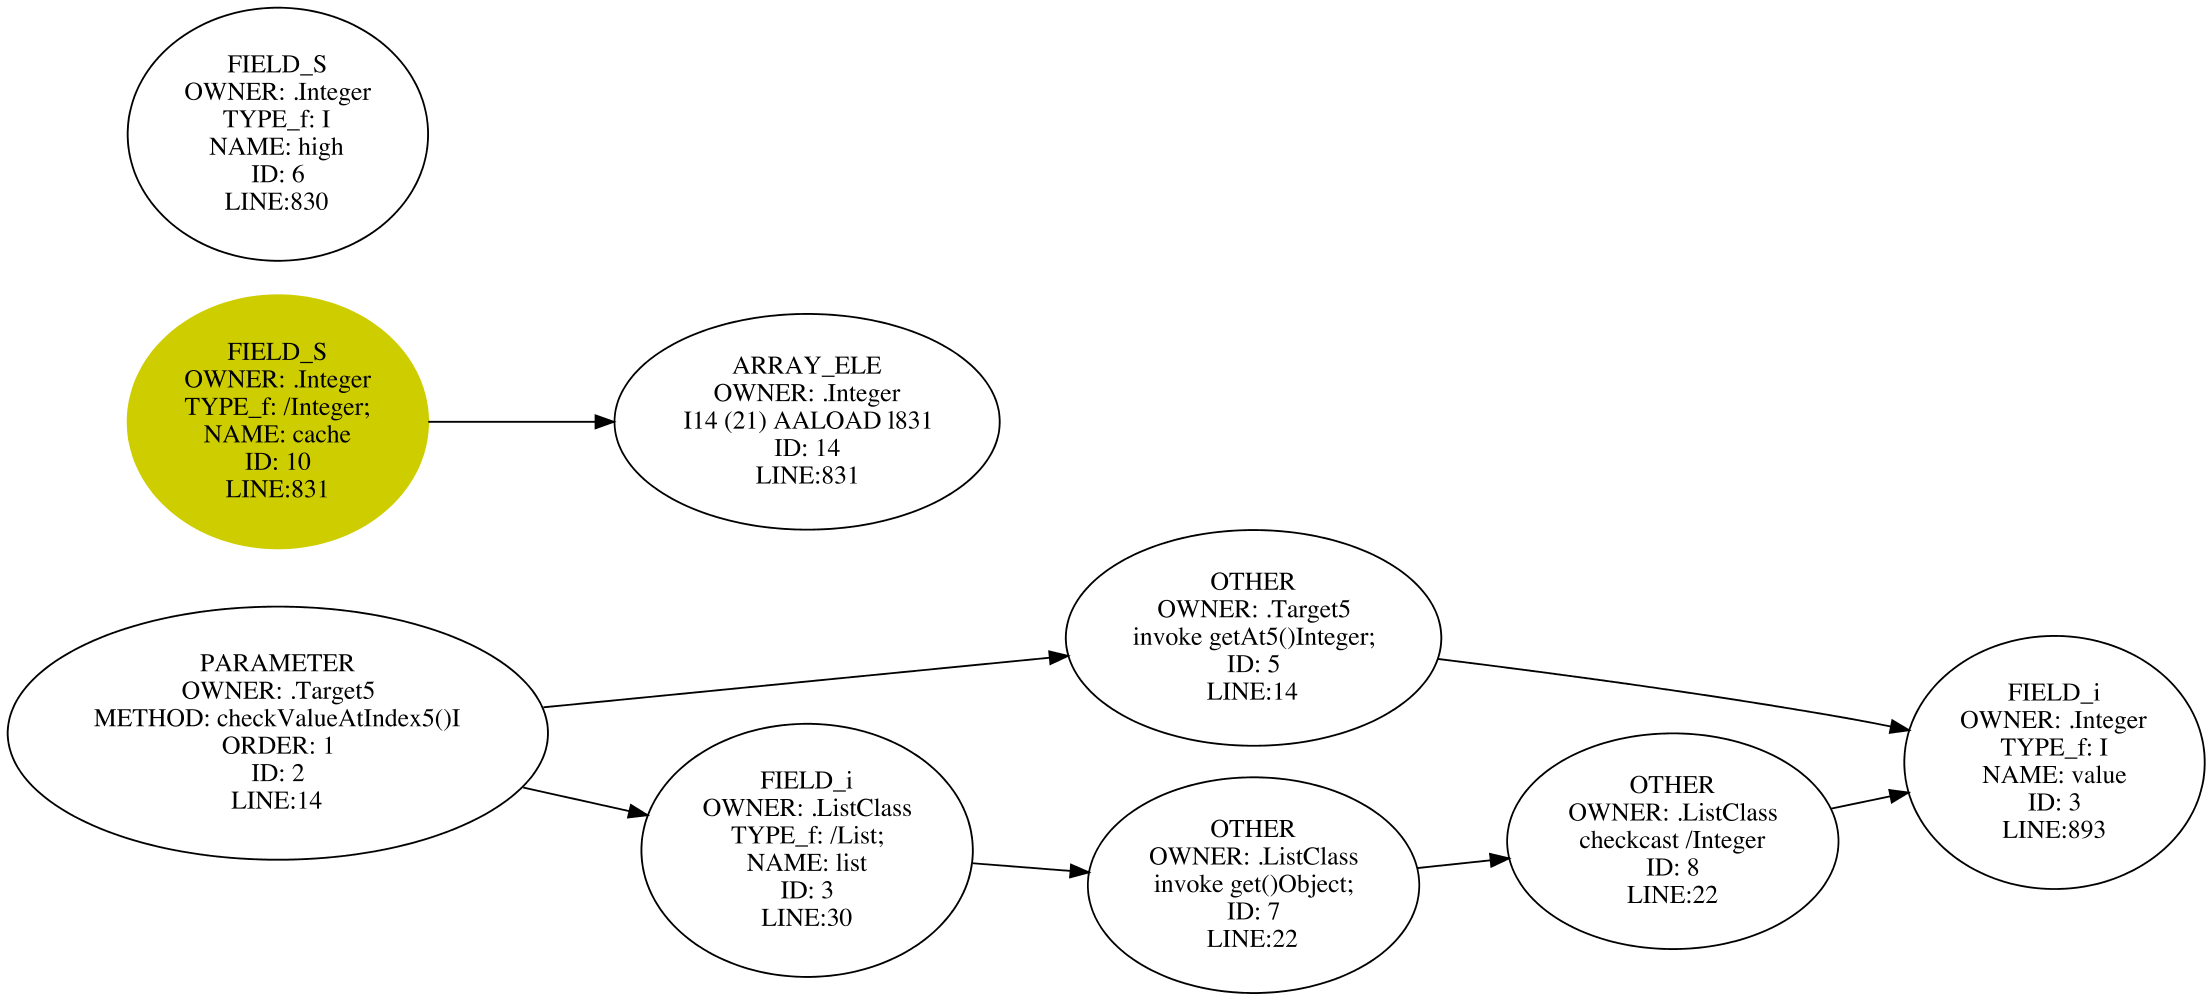 FIELD_S
OWNER: .Integer
TYPE_f: I
NAME: high
ID: 6
LINE:830
FIELD_S
OWNER: .Integer
TYPE_f: /Integer;
NAME: cache
ID: 10
LINE:831
ARRAY_ELE
OWNER: .Integer
I14 (21) AALOAD l831
ID: 14
LINE:831
PARAMETER
OWNER: .Target5
METHOD: checkValueAtIndex5()I
ORDER: 1
ID: 2
LINE:14
OTHER
OWNER: .Target5
invoke getAt5()Integer;
ID: 5
LINE:14
FIELD_i
OWNER: .ListClass
TYPE_f: /List;
NAME: list
ID: 3
LINE:30
OTHER
OWNER: .ListClass
invoke get()Object;
ID: 7
LINE:22
OTHER
OWNER: .ListClass
checkcast /Integer
ID: 8
LINE:22
FIELD_i
OWNER: .Integer
TYPE_f: I
NAME: value
ID: 3
LINE:893